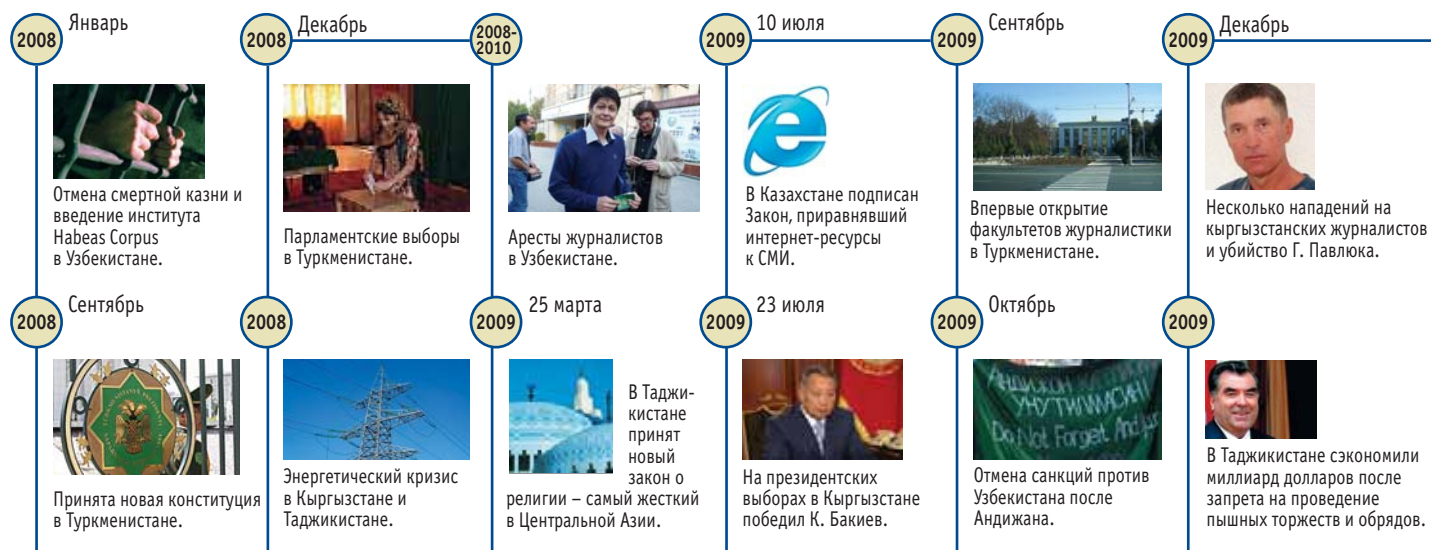 2008
Январь
Отмена смертной казни и
введение института
Habeas Corpus
в Узбекистане.
2008
Сентябрь
Принята новая конституция
в Туркменистане.
2008
Декабрь
Парламентские выборы
в Туркменистане.
2008
Энергетический кризис
в Кыргызстане и
Таджикистане.
2008-
2010
Аресты журналистов
в Узбекистане.
2009
25 марта
В Таджи-
кистане
принят
новый
закон о
религии – самый жесткий
в Центральной Азии.
2009
10 июля
В Казахстане подписан
Закон, приравнявший
интернет-ресурсы
к СМИ.
2009
23 июля
На президентских
выборах в Кыргызстане
победил К. Бакиев.
2009
Сентябрь
Впервые открытие
факультетов журналистики
в Туркменистане.
2009
Октябрь
АНДИЖОН
УНУТИЛМАСИН!
Do Not Forget
Отмена санкций против
Узбекистана после
Андижана.
2009
Декабрь
Несколько нападений на
кыргызстанских журналистов
и убийство Г. Павлюка.
2009
В Таджикистане сэкономили
миллиард долларов после
запрета на проведение
пышных торжеств и обрядов.